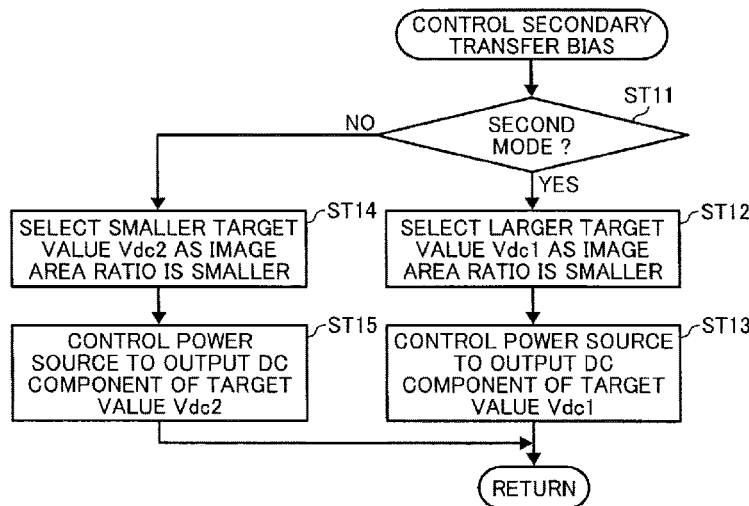 CONTROL SECONDARY
TRANSFER BIAS
ST11
SECOND
MODE ?
NO
YES
ST14
SELECT SMALLER TARGET
VALUE Vdc2 AS IMAGE
AREA RATIO IS SMALLER
ST12
SELECT LARGER TARGET
VALUE Vdc1 AS IMAGE
AREA RATIO IS SMALLER
ST15
CONTROL POWER
SOURCE TO OUTPUT DC
COMPONENT OF TARGET
VALUE Vdc2
ST13
CONTROL POWER SOURCE
TO OUTPUT DC
COMPONENT OF TARGET
VALUE Vdc1
RETURN